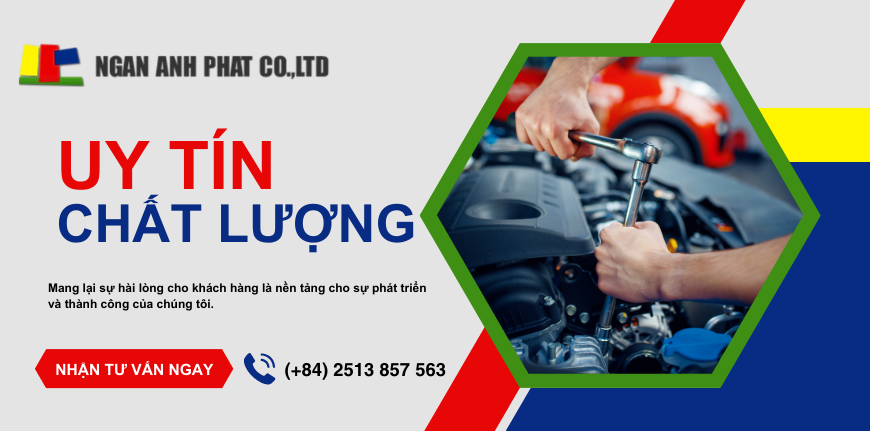 NGAN ANH PHAT CO.,LTD
UY TÍN
CHẤT LƯỢNG
Mang lại sự hài lòng cho khách hàng là nền tảng cho sự phát triển
và thành công của chúng tôi.
NHẬN TƯ VẤN NGAY
(+84) 2513 857 563